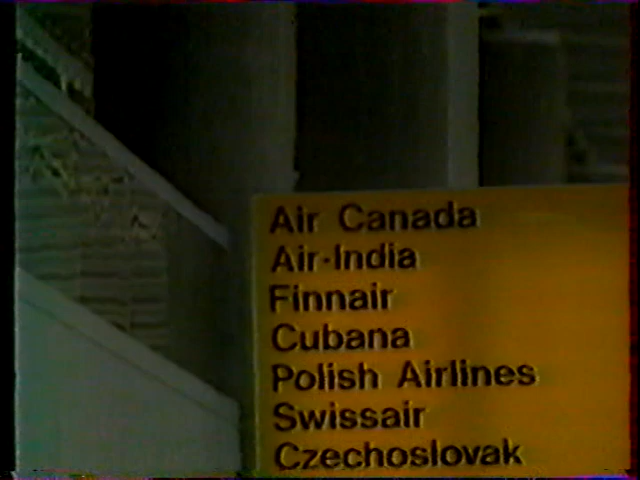 Air Canada
Air-India
Finnair
Cubana
Polish Airlines
Swissair
Czechoslovak